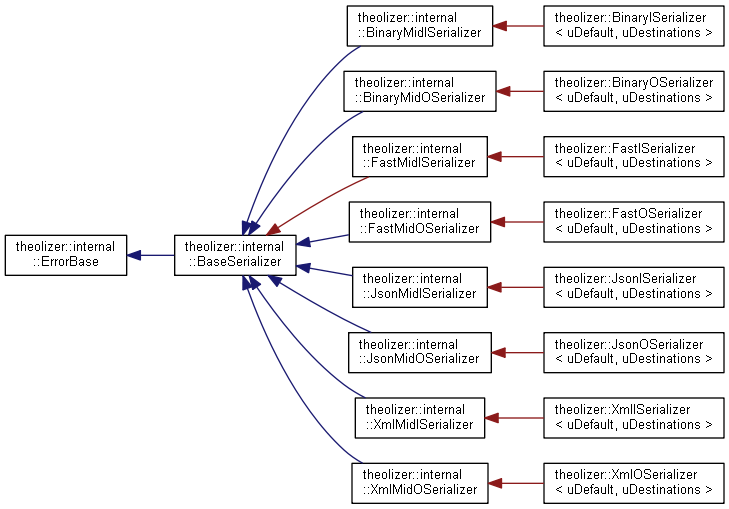 theolizer::internal
::BinaryMidISerializer
theolizer::BinaryISerializer
< uDefault, uDestinations >
theolizer::internal
::BinaryMidOSerializer
theolizer::BinaryOSerializer
< uDefault, uDestinations >
theolizer::internal
::FastMidISerializer
theolizer::FastISerializer
< uDefault, uDestinations >
theolizer::internal
::FastMidOSerializer
theolizer::FastOSerializer
< uDefault, uDestinations >
theolizer::internal
::ErrorBase
theolizer::internal
::BaseSerializer
theolizer::internal
::JsonMidISerializer
theolizer::JsonISerializer
< uDefault, uDestinations >
theolizer::internal
::JsonMidOSerializer
theolizer::JsonOSerializer
< uDefault, uDestinations >
theolizer::internal
::XmlMidISerializer
theolizer::XmlISerializer
< uDefault, uDestinations >
theolizer::internal
::XmlMidOSerializer
theolizer::XmlOSerializer
< uDefault, uDestinations >